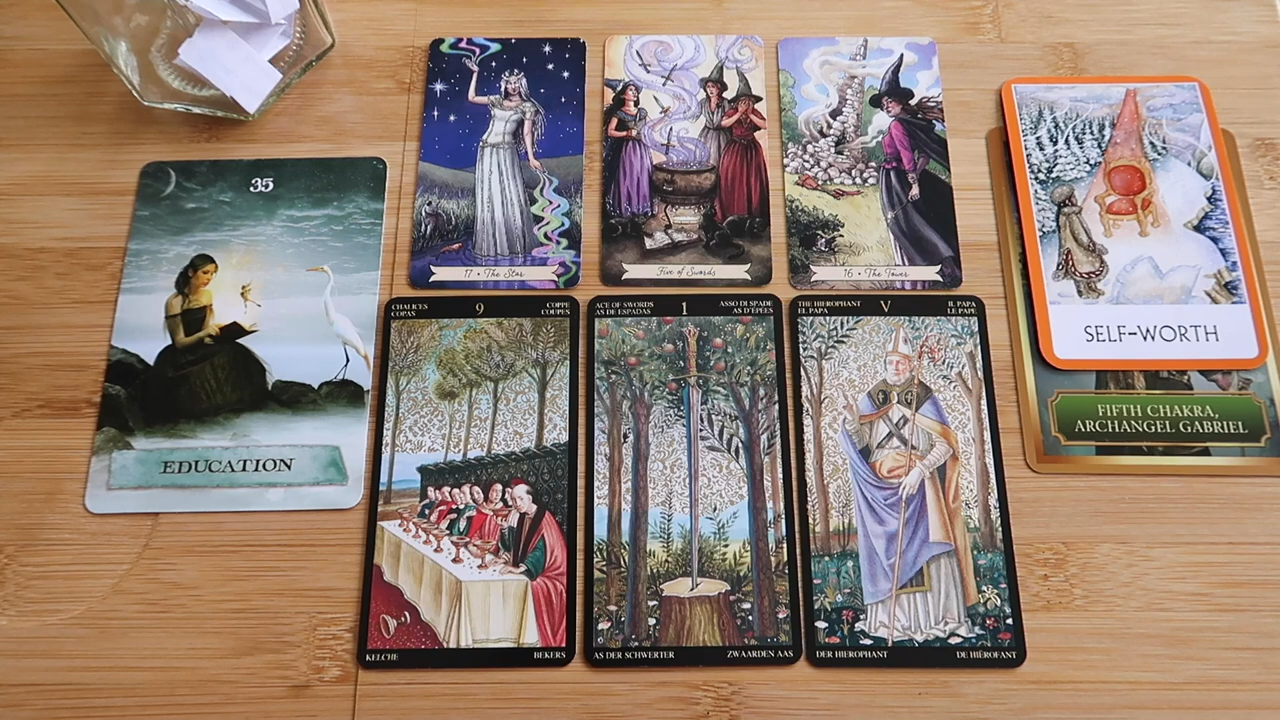 35
EDUCATION
17 • The Star
Five of Swords
16 • The Tower
CHALICES
COPAS
9
COPPE
COUPES
KELCHE
BEKERS
ACE OF SWORDS
AS DE ESPADAS
1
ASSO DI SPADE
AS D'ÉPÉES
AS DER SCHWERTER
ZWAARDEN AAS
THE HIEROPHANT
EL PAPA
V
IL PAPA
LE PAPE
DER HIEROPHANT
DE HIËROFANT
SELF-WORTH
FIFTH CHAKRA,
ARCHANGEL GABRIEL